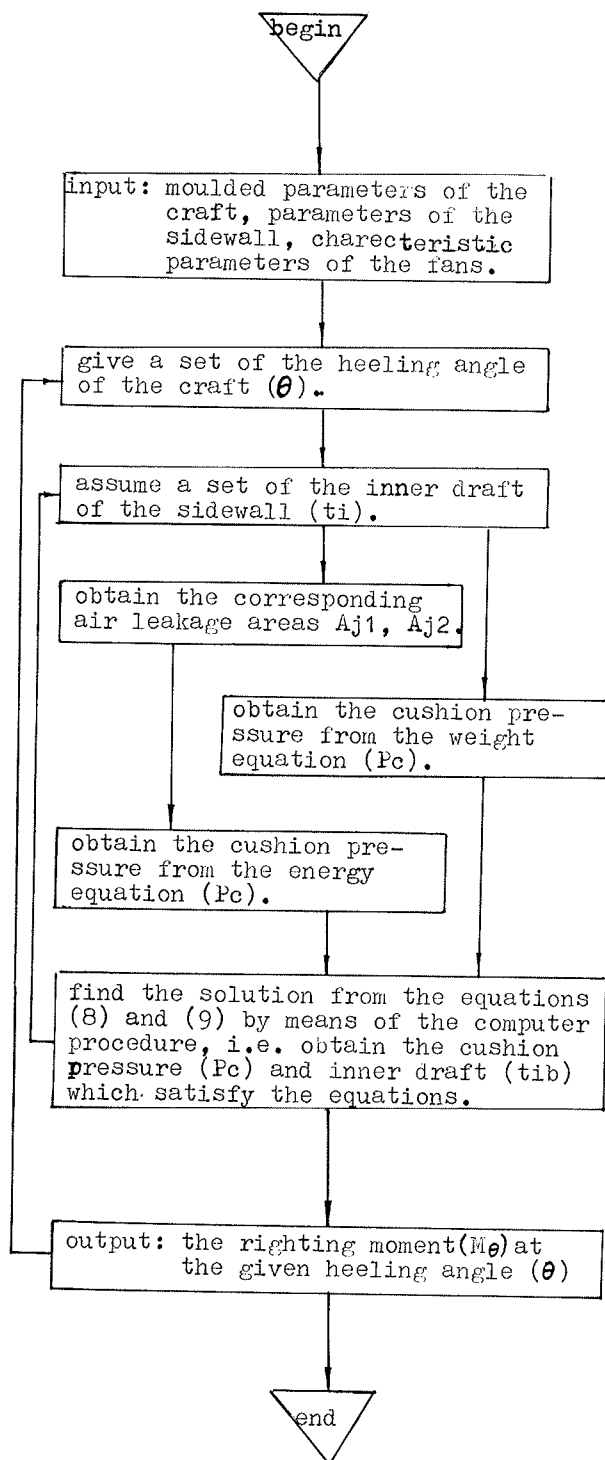 begin
input: moulded parameters of the
craft, parameters of the
sidewall, charecteristic
parameters of the fans.
give a set of the heeling angle
of the craft (θ)..
assume a set of the inner draft
of the sidewall (ti).
obtain the corresponding
air leakage areas Aj1, Aj2.
obtain the cushion pre-
ssure from the weight
equation (Pc).
obtain the cushion pre-
ssure from the energy
equation (Pc).
find the solution from the equations
(8) and (9) by means of the computer
procedure, i.e. obtain the cushion
pressure (Pc) and inner draft (tib)
which satisfy the equations.
output: the righting moment(Mθ)at
the given heeling angle (θ)
end